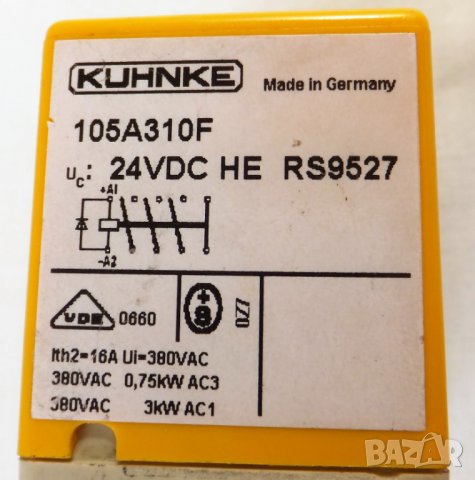 KUHNKE
Made in Germany
105A310F
Uc: 24VDC HE RS9527
+A1
-A2
VDE 0660
+
S
Ith2=16A Ui=380VAC
380VAC 0,75kW AC3
380VAC 3kW AC1
BAZAR